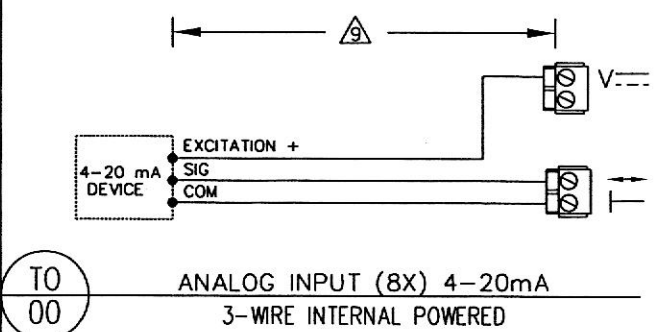 9
V
EXCITATION +
4-20 mA
DEVICE
SIG
COM
TO
00
ANALOG INPUT (8X) 4-20mA
3-WIRE INTERNAL POWERED